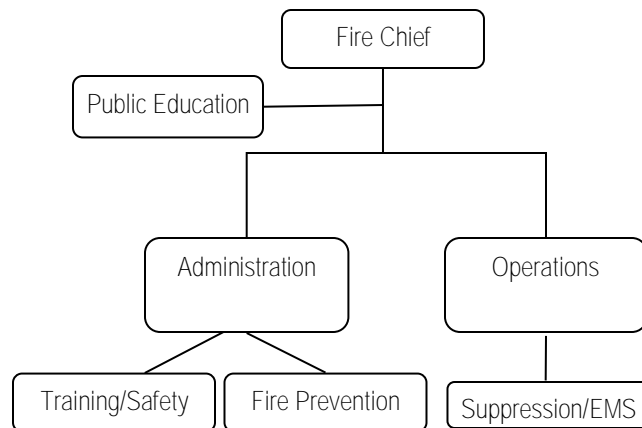 Fire Chief
Public Education
Administration
Operations
Training/Safety
Fire Prevention
Suppression/EMS